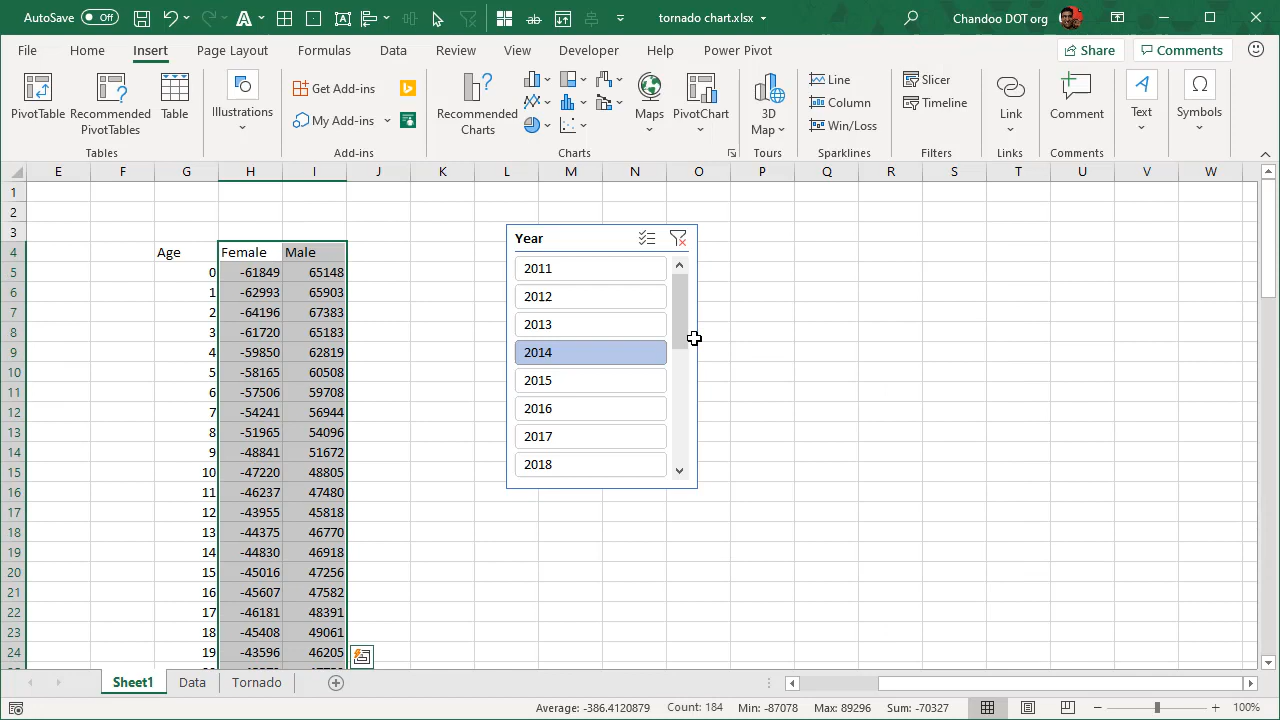 AutoSave Off tornado chart.xlsx Chandoo DOT org
File Home Insert Page Layout Formulas Data Review View Developer Help Power Pivot Share Comments
PivotTable Recommended PivotTables Table Illustrations Get Add-ins My Add-ins Recommended Charts Maps PivotChart 3D Map Line Column Win/Loss Slicer Timeline Link Comment Text Symbols
Tables Add-ins Charts Tours Sparklines Filters Links Comments
E F G H I J K L M N O P Q R S T U V W
1
2
3
4 Age Female Male
5 0 -61849 65148
6 1 -62993 65903
7 2 -64196 67383
8 3 -61720 65183
9 4 -59850 62819
10 5 -58165 60508
11 6 -57506 59708
12 7 -54241 56944
13 8 -51965 54096
14 9 -48841 51672
15 10 -47220 48805
16 11 -46237 47480
17 12 -43955 45818
18 13 -44375 46770
19 14 -44830 46918
20 15 -45016 47256
21 16 -45607 47582
22 17 -46181 48391
23 18 -45408 49061
24 19 -43596 46205
Year
2011
2012
2013
2014
2015
2016
2017
2018
Sheet1 Data Tornado
Average: -386.4120879 Count: 184 Min: -87078 Max: 89296 Sum: -70327 100%